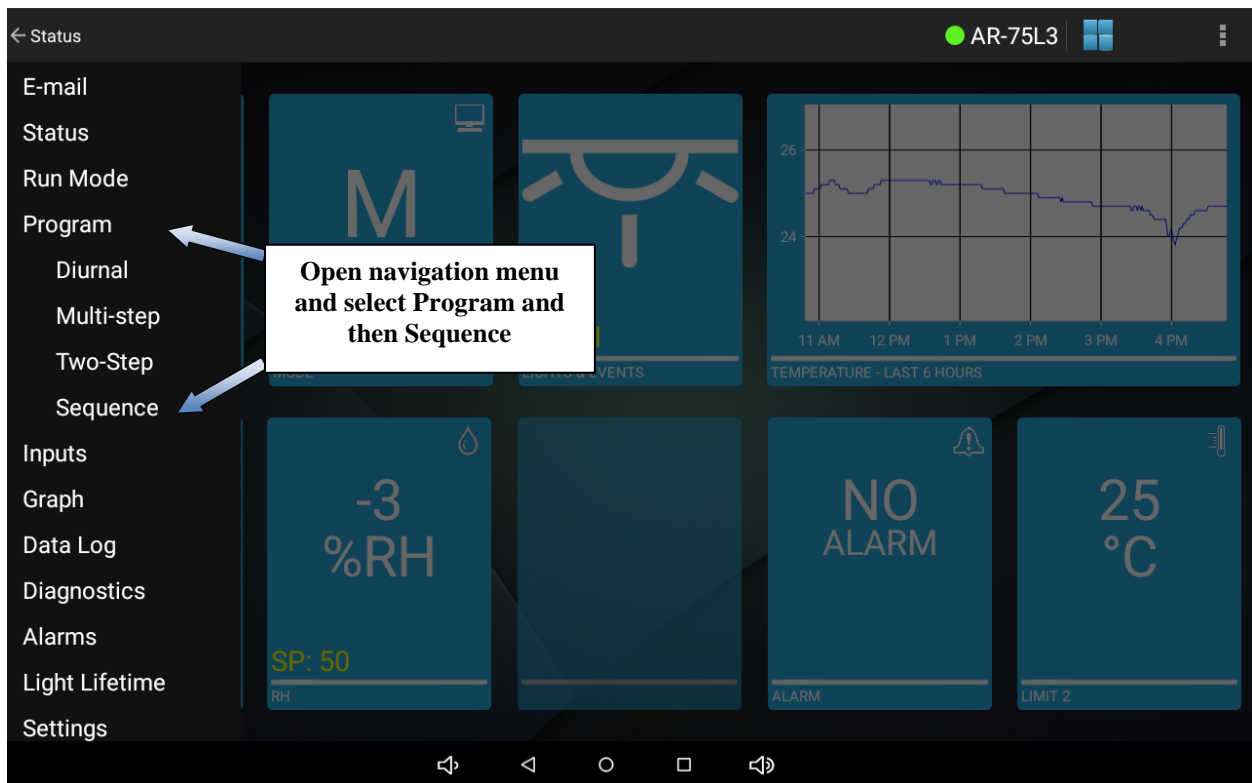 Status
AR-75L3
E-mail
Status
Run Mode
Program
Diurnal
Multi-step
Two-Step
Sequence
Inputs
Graph
Data Log
Diagnostics
Alarms
Light Lifetime
Settings
M
MODE
Open navigation menu
and select Program and
then Sequence
LIGHTS & EVENTS
26
24
11 AM 12 PM 1 PM 2 PM 3 PM 4 PM
TEMPERATURE - LAST 6 HOURS
-3
%RH
SP: 50
RH
NO
ALARM
ALARM
25
°C
LIMIT 2